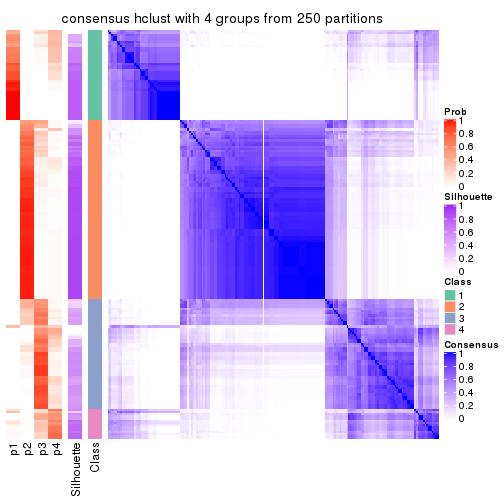 consensus hclust with 4 groups from 250 partitions
Prob
1
0.8
0.6
0.4
0.2
0
Silhouette
1
0.8
0.6
0.4
0.2
0
Class
1
2
3
4
Consensus
1
0.8
0.6
0.4
0.2
0
p1
p2
p3
p4
Silhouette
Class